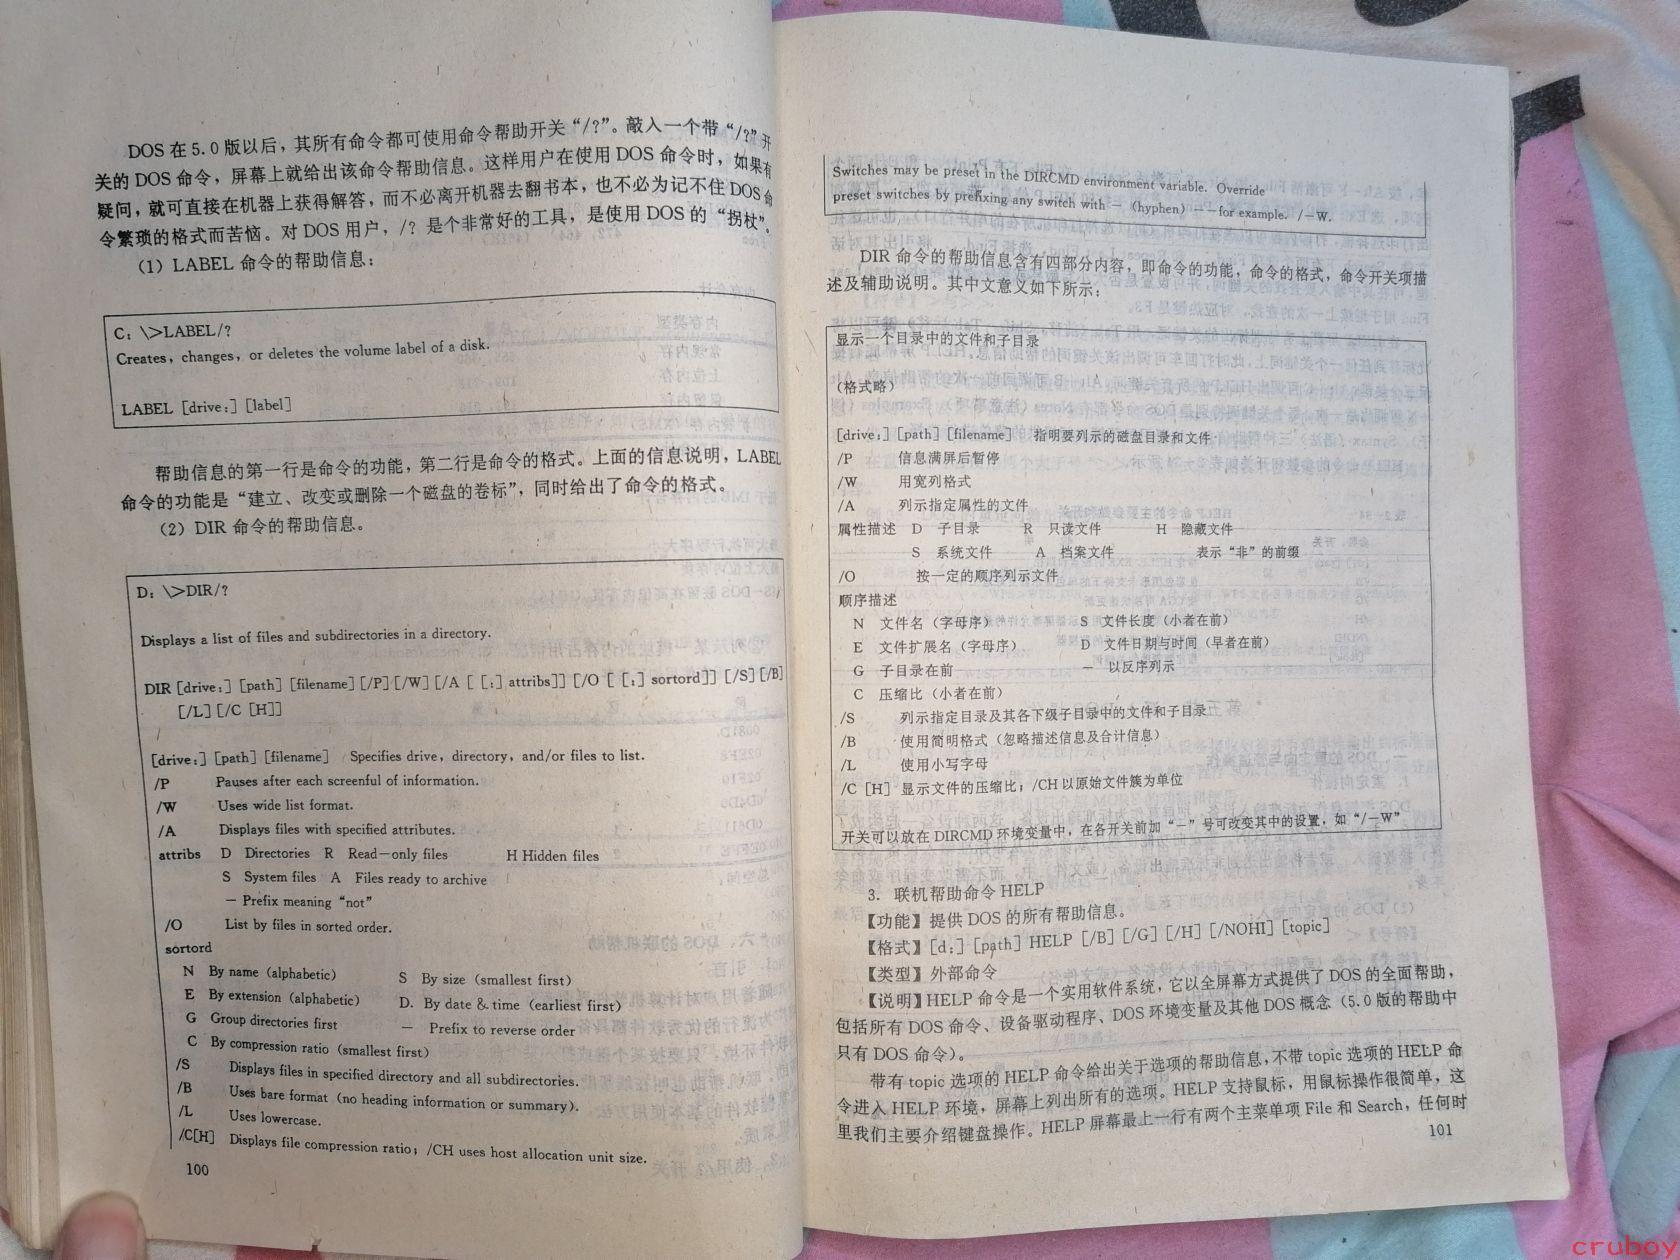 DOS 在 5.0 版以后，其所有命令都可使用命令帮助开关“/?”。敲入一个带“/?”开
关的 DOS 命令，屏幕上就给出该命令帮助信息。这样用户在使用 DOS 命令时，如果有
疑问，就可直接在机器上获得解答，而不必离开机器去翻书本，也不必为记不住 DOS 命
令繁琐的格式而苦恼。对 DOS 用户，/? 是个非常好的工具，是使用 DOS 的“拐杖”。
(1) LABEL 命令的帮助信息：
C：\>LABEL/?
Creates, changes, or deletes the volume label of a disk.
LABEL [drive:] [label]
帮助信息的第一行是命令的功能，第二行是命令的格式。上面的信息说明，LABEL
命令的功能是“建立、改变或删除一个磁盘的卷标”，同时给出了命令的格式。
(2) DIR 命令的帮助信息。
D：\>DIR/?
Displays a list of files and subdirectories in a directory.
DIR [drive:] [path] [filename] [/P] [/W] [/A [ [:] attribs]] [/O [ [:] sortord]] [/S] [/B]
[/L] [/C [H]]
[drive:] [path] [filename] Specifies drive, directory, and/or files to list.
/P Pauses after each screenful of information.
/W Uses wide list format.
/A Displays files with specified attributes.
attribs D Directories R Read—only files H Hidden files
S System files A Files ready to archive
— Prefix meaning “not”
/O List by files in sorted order.
sortord
N By name (alphabetic) S By size (smallest first)
E By extension (alphabetic) D. By date & time (earliest first)
G Group directories first — Prefix to reverse order
C By compression ratio (smallest first)
/S Displays files in specified directory and all subdirectories.
/B Uses bare format (no heading information or summary).
/L Uses lowercase.
/C[H] Displays file compression ratio; /CH uses host allocation unit size.
100
Switches may be preset in the DIRCMD environment variable. Override
preset switches by prefixing any switch with — (hyphen) ——for example. /—W.
DIR 命令的帮助信息含有四部分内容，即命令的功能，命令的格式，命令开关项描
述及辅助说明。其中文意义如下所示：
显示一个目录中的文件和子目录
(格式略)
[drive:] [path] [filename] 指明要列示的磁盘目录和文件
/P 信息满屏后暂停
/W 用宽列格式
/A 列示指定属性的文件
属性描述 D 子目录 R 只读文件 H 隐藏文件
S 系统文件 A 档案文件 表示“非”的前缀
/O 按一定的顺序列示文件
顺序描述
N 文件名（字母序） S 文件长度（小者在前）
E 文件扩展名（字母序） D 文件日期与时间（早者在前）
G 子目录在前 — 以反序列示
C 压缩比（小者在前）
/S 列示指定目录及其各下级子目录中的文件和子目录
/B 使用简明格式（忽略描述信息及合计信息）
/L 使用小写字母
/C [H] 显示文件的压缩比；/CH 以原始文件簇为单位
开关可以放在 DIRCMD 环境变量中，在各开关前加“—”号可改变其中的设置，如“/—W”
3. 联机帮助命令 HELP
【功能】提供 DOS 的所有帮助信息。
【格式】[d:] [path] HELP [/B] [/G] [/H] [/NOHI] [topic]
【类型】外部命令
【说明】HELP 命令是一个实用软件系统，它以全屏幕方式提供了 DOS 的全面帮助，
包括所有 DOS 命令、设备驱动程序、DOS 环境变量及其他 DOS 概念（5.0 版的帮助中
只有 DOS 命令）。
带有 topic 选项的 HELP 命令给出关于选项的帮助信息，不带 topic 选项的 HELP 命
令进入 HELP 环境，屏幕上列出所有的选项。HELP 支持鼠标，用鼠标操作很简单，这
里我们主要介绍键盘操作。HELP 屏幕最上一行有两个主菜单项 File 和 Search，任何时
101
cruboy